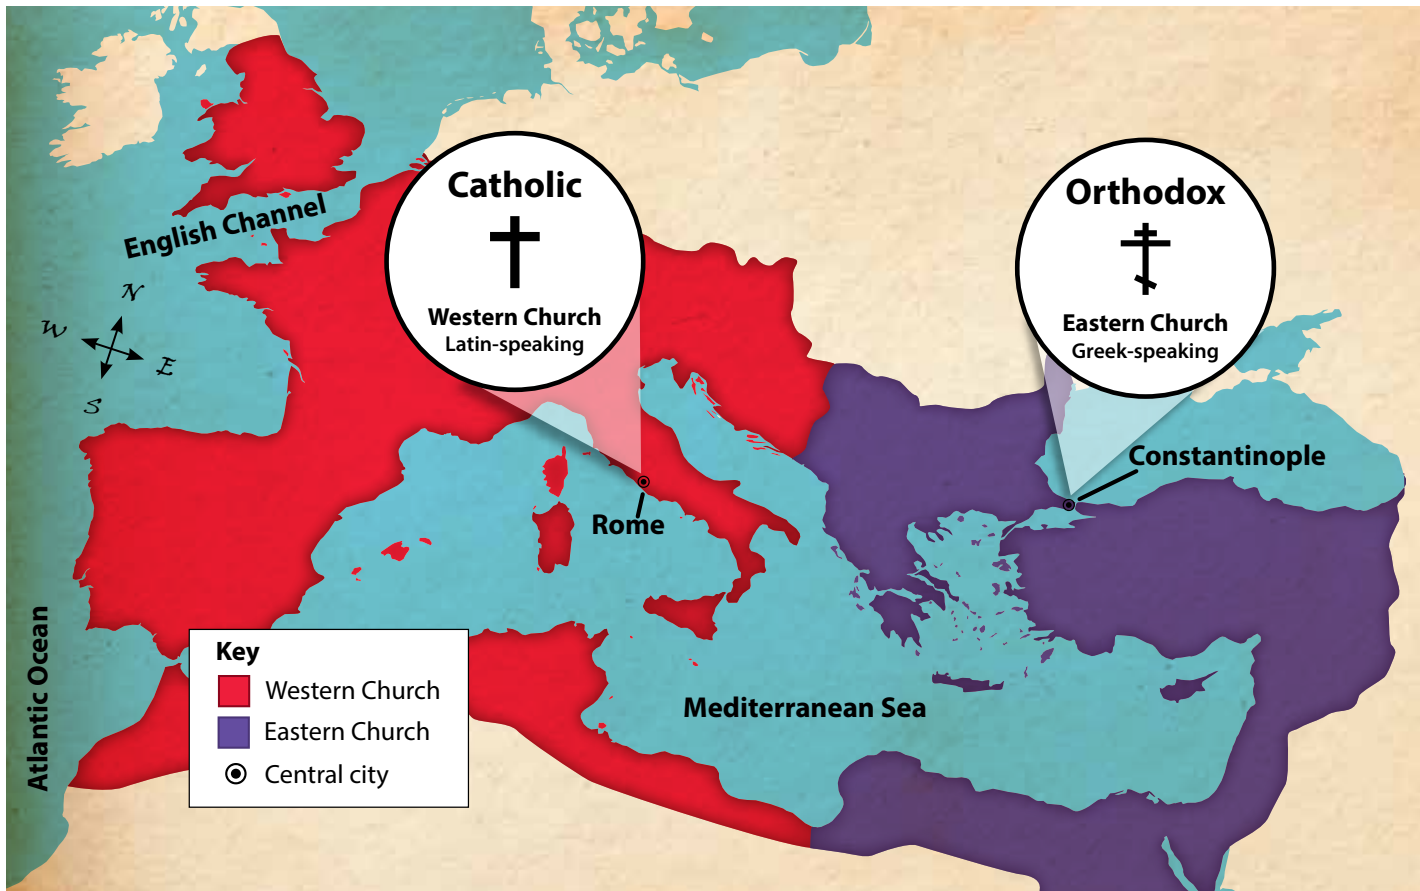 Catholic
Western Church
Latin-speaking
Orthodox
Eastern Church
Greek-speaking
English Channel
N
W
E
S
Constantinople
Rome
Mediterranean Sea
Atlantic Ocean
Key
Western Church
Eastern Church
Central city